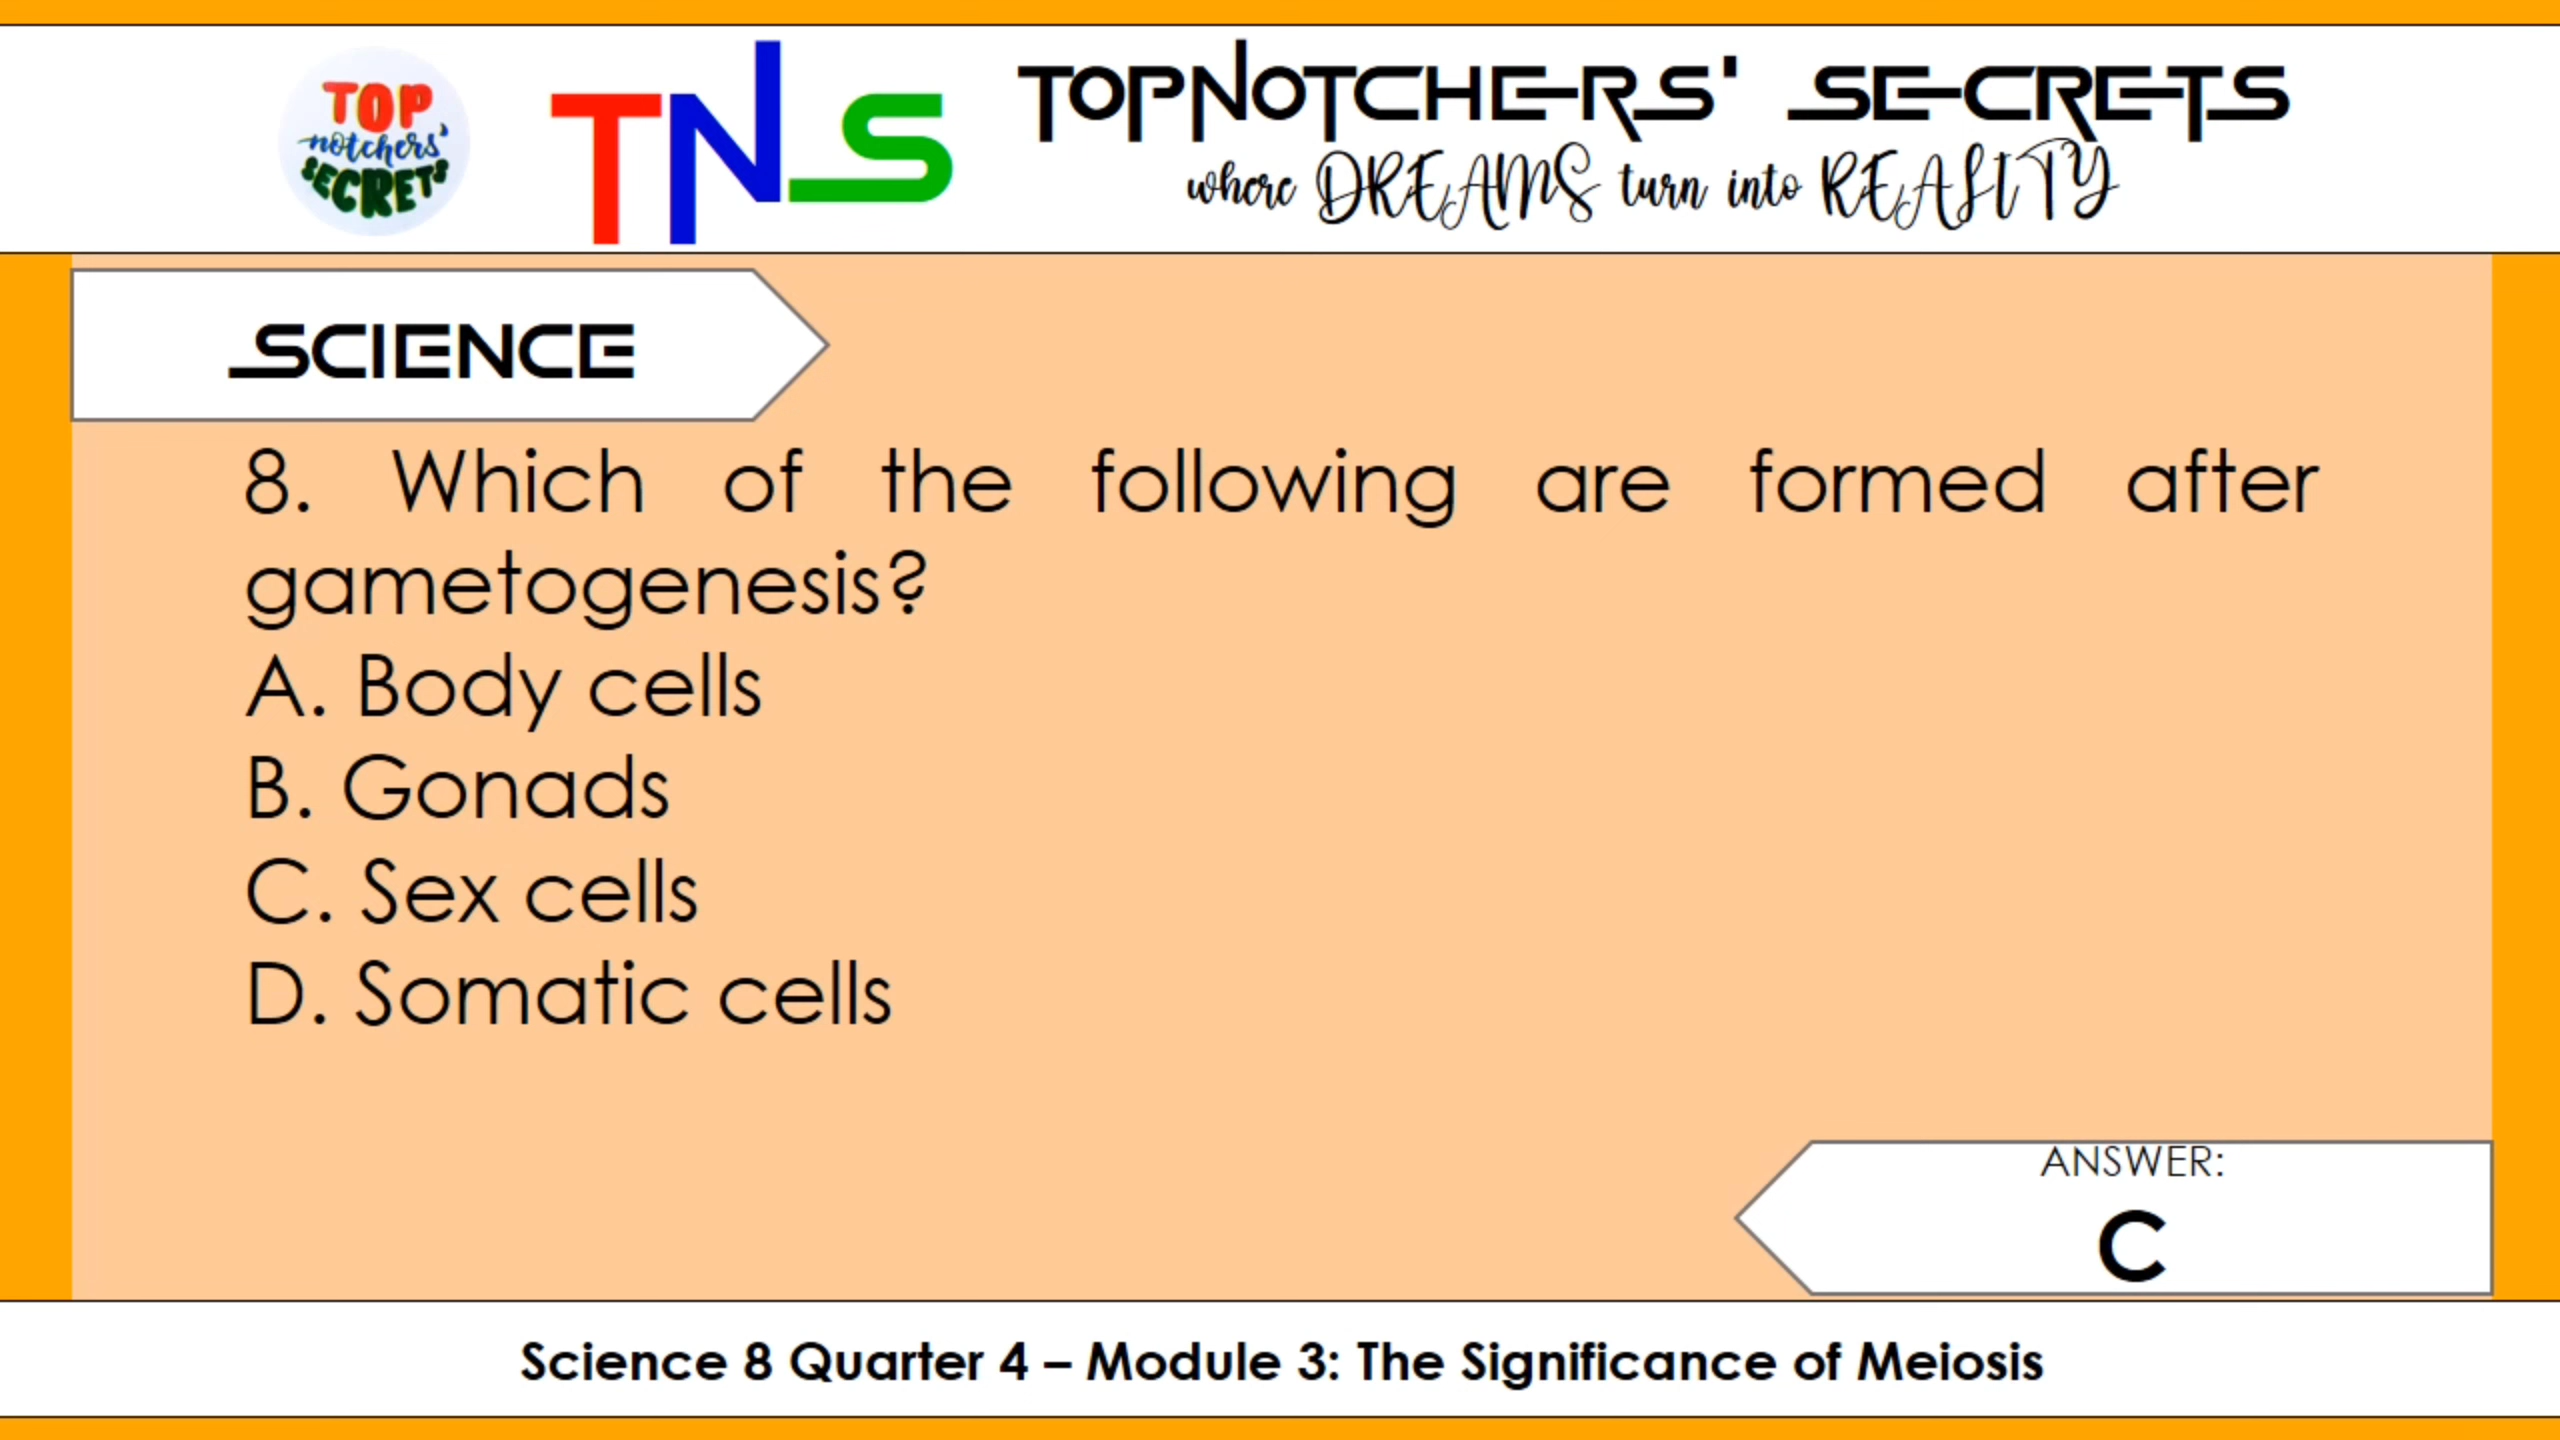 TOP
notchers'
SECRETS
TNS
TOPNOTCHERS' SECRETS
where DREAMS turn into REALITY
SCIENCE
8. Which of the following are formed after
gametogenesis?
A. Body cells
B. Gonads
C. Sex cells
D. Somatic cells
ANSWER:
C
Science 8 Quarter 4 – Module 3: The Significance of Meiosis